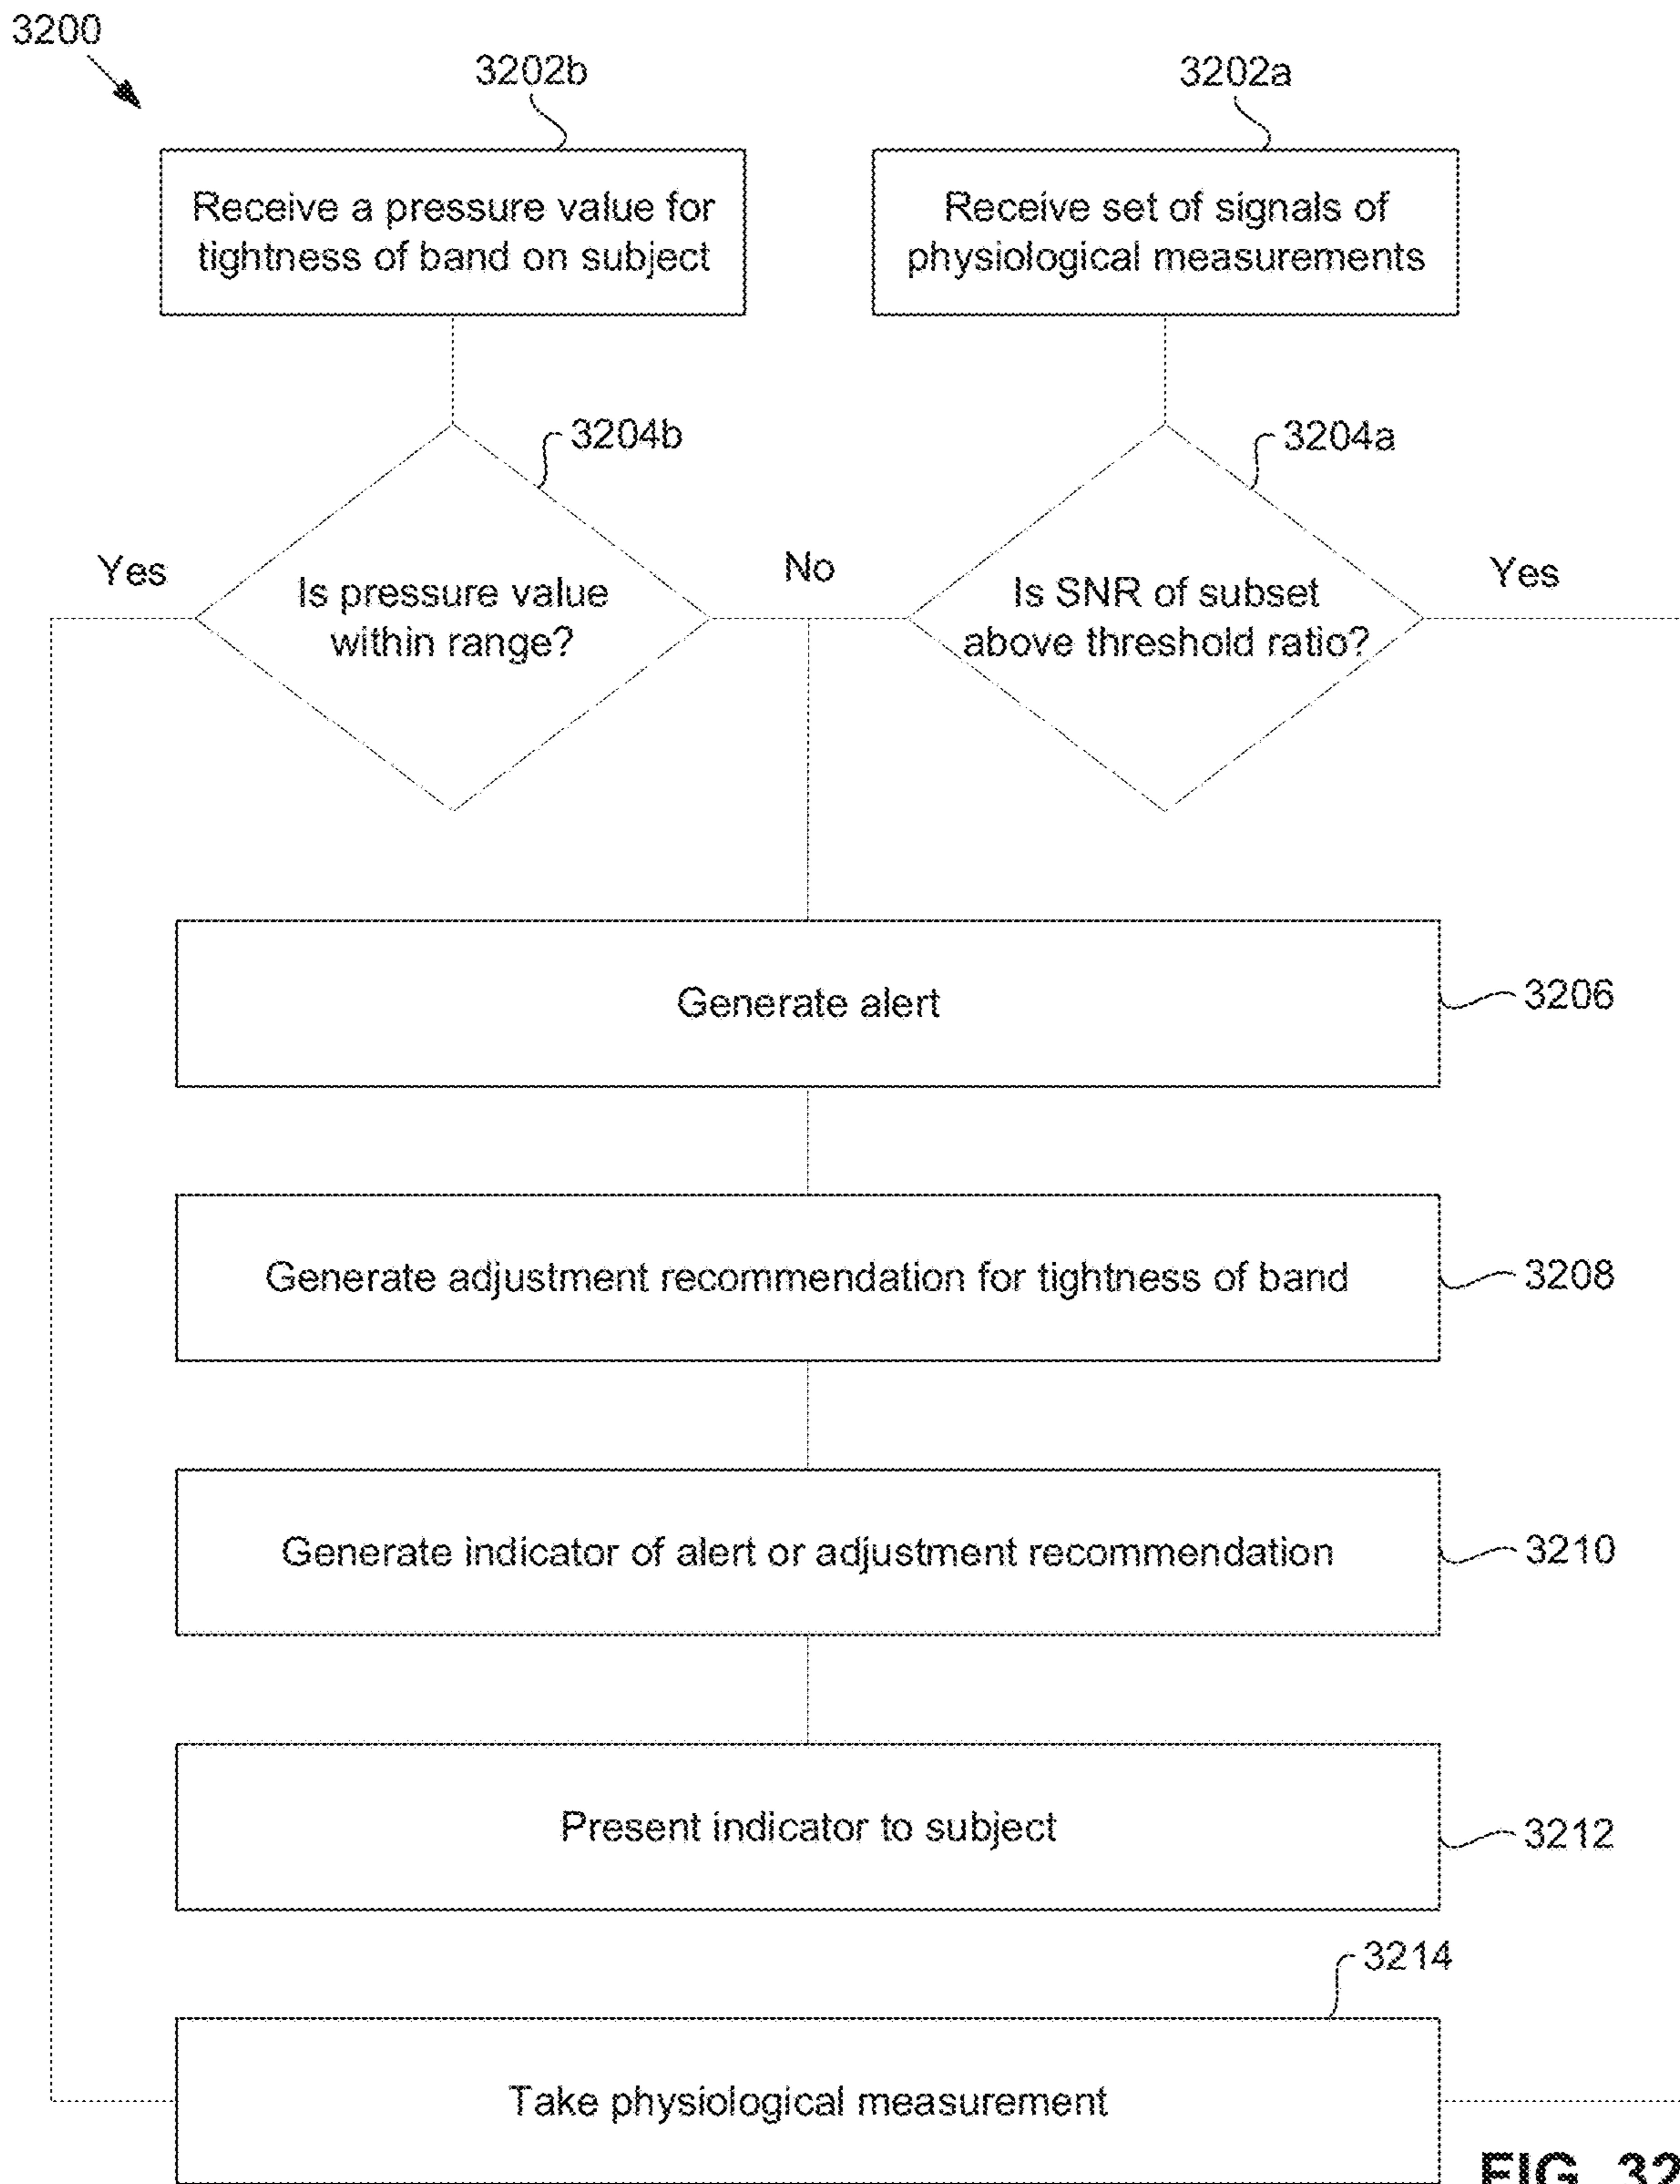 3200
3202b
3202a
Receive a pressure value for
tightness of band on subject
Receive set of signals of
physiological measurements
3204b
3204a
Yes
Is pressure value
within range?
No
Is SNR of subset
above threshold ratio?
Yes
Generate alert
3206
Generate adjustment recommendation for tightness of band
3208
Generate indicator of alert or adjustment recommendation
3210
Present indicator to subject
3212
3214
Take physiological measurement
FIG. 32